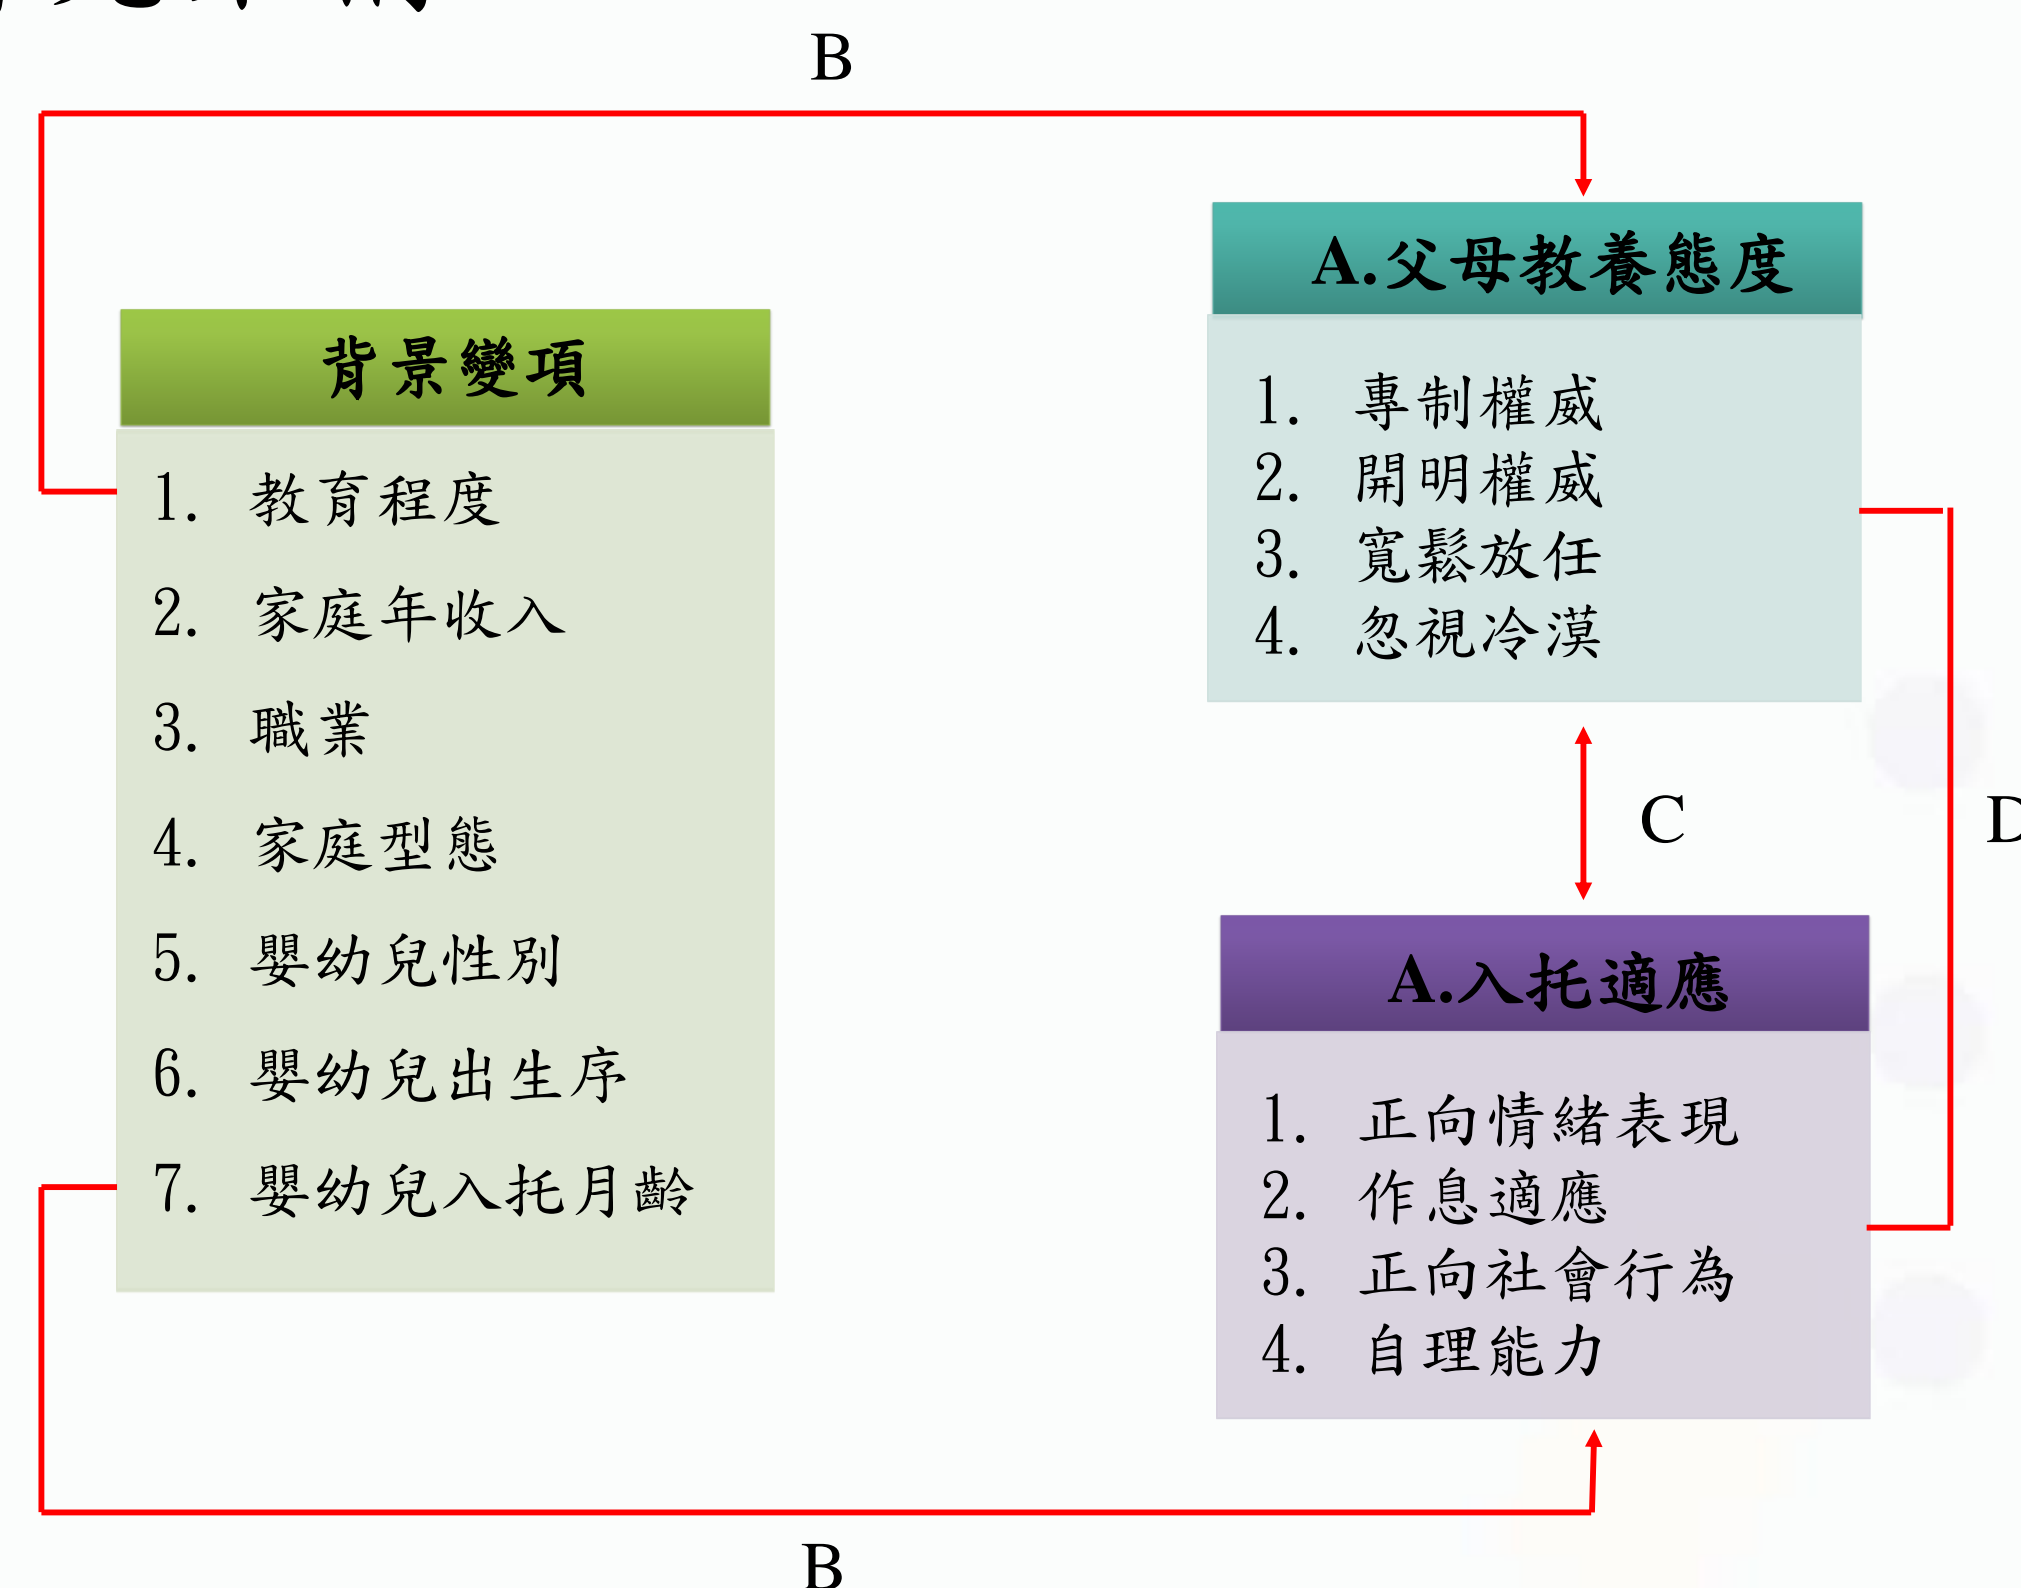 B
背景變項
1. 教育程度
2. 家庭年收入
3. 職業
4. 家庭型態
5. 嬰幼兒性別
6. 嬰幼兒出生序
7. 嬰幼兒入托月齡
A.父母教養態度
1. 專制權威
2. 開明權威
3. 寬鬆放任
4. 忽視冷漠
C
D
A.入托適應
1. 正向情緒表現
2. 作息適應
3. 正向社會行為
4. 自理能力
B